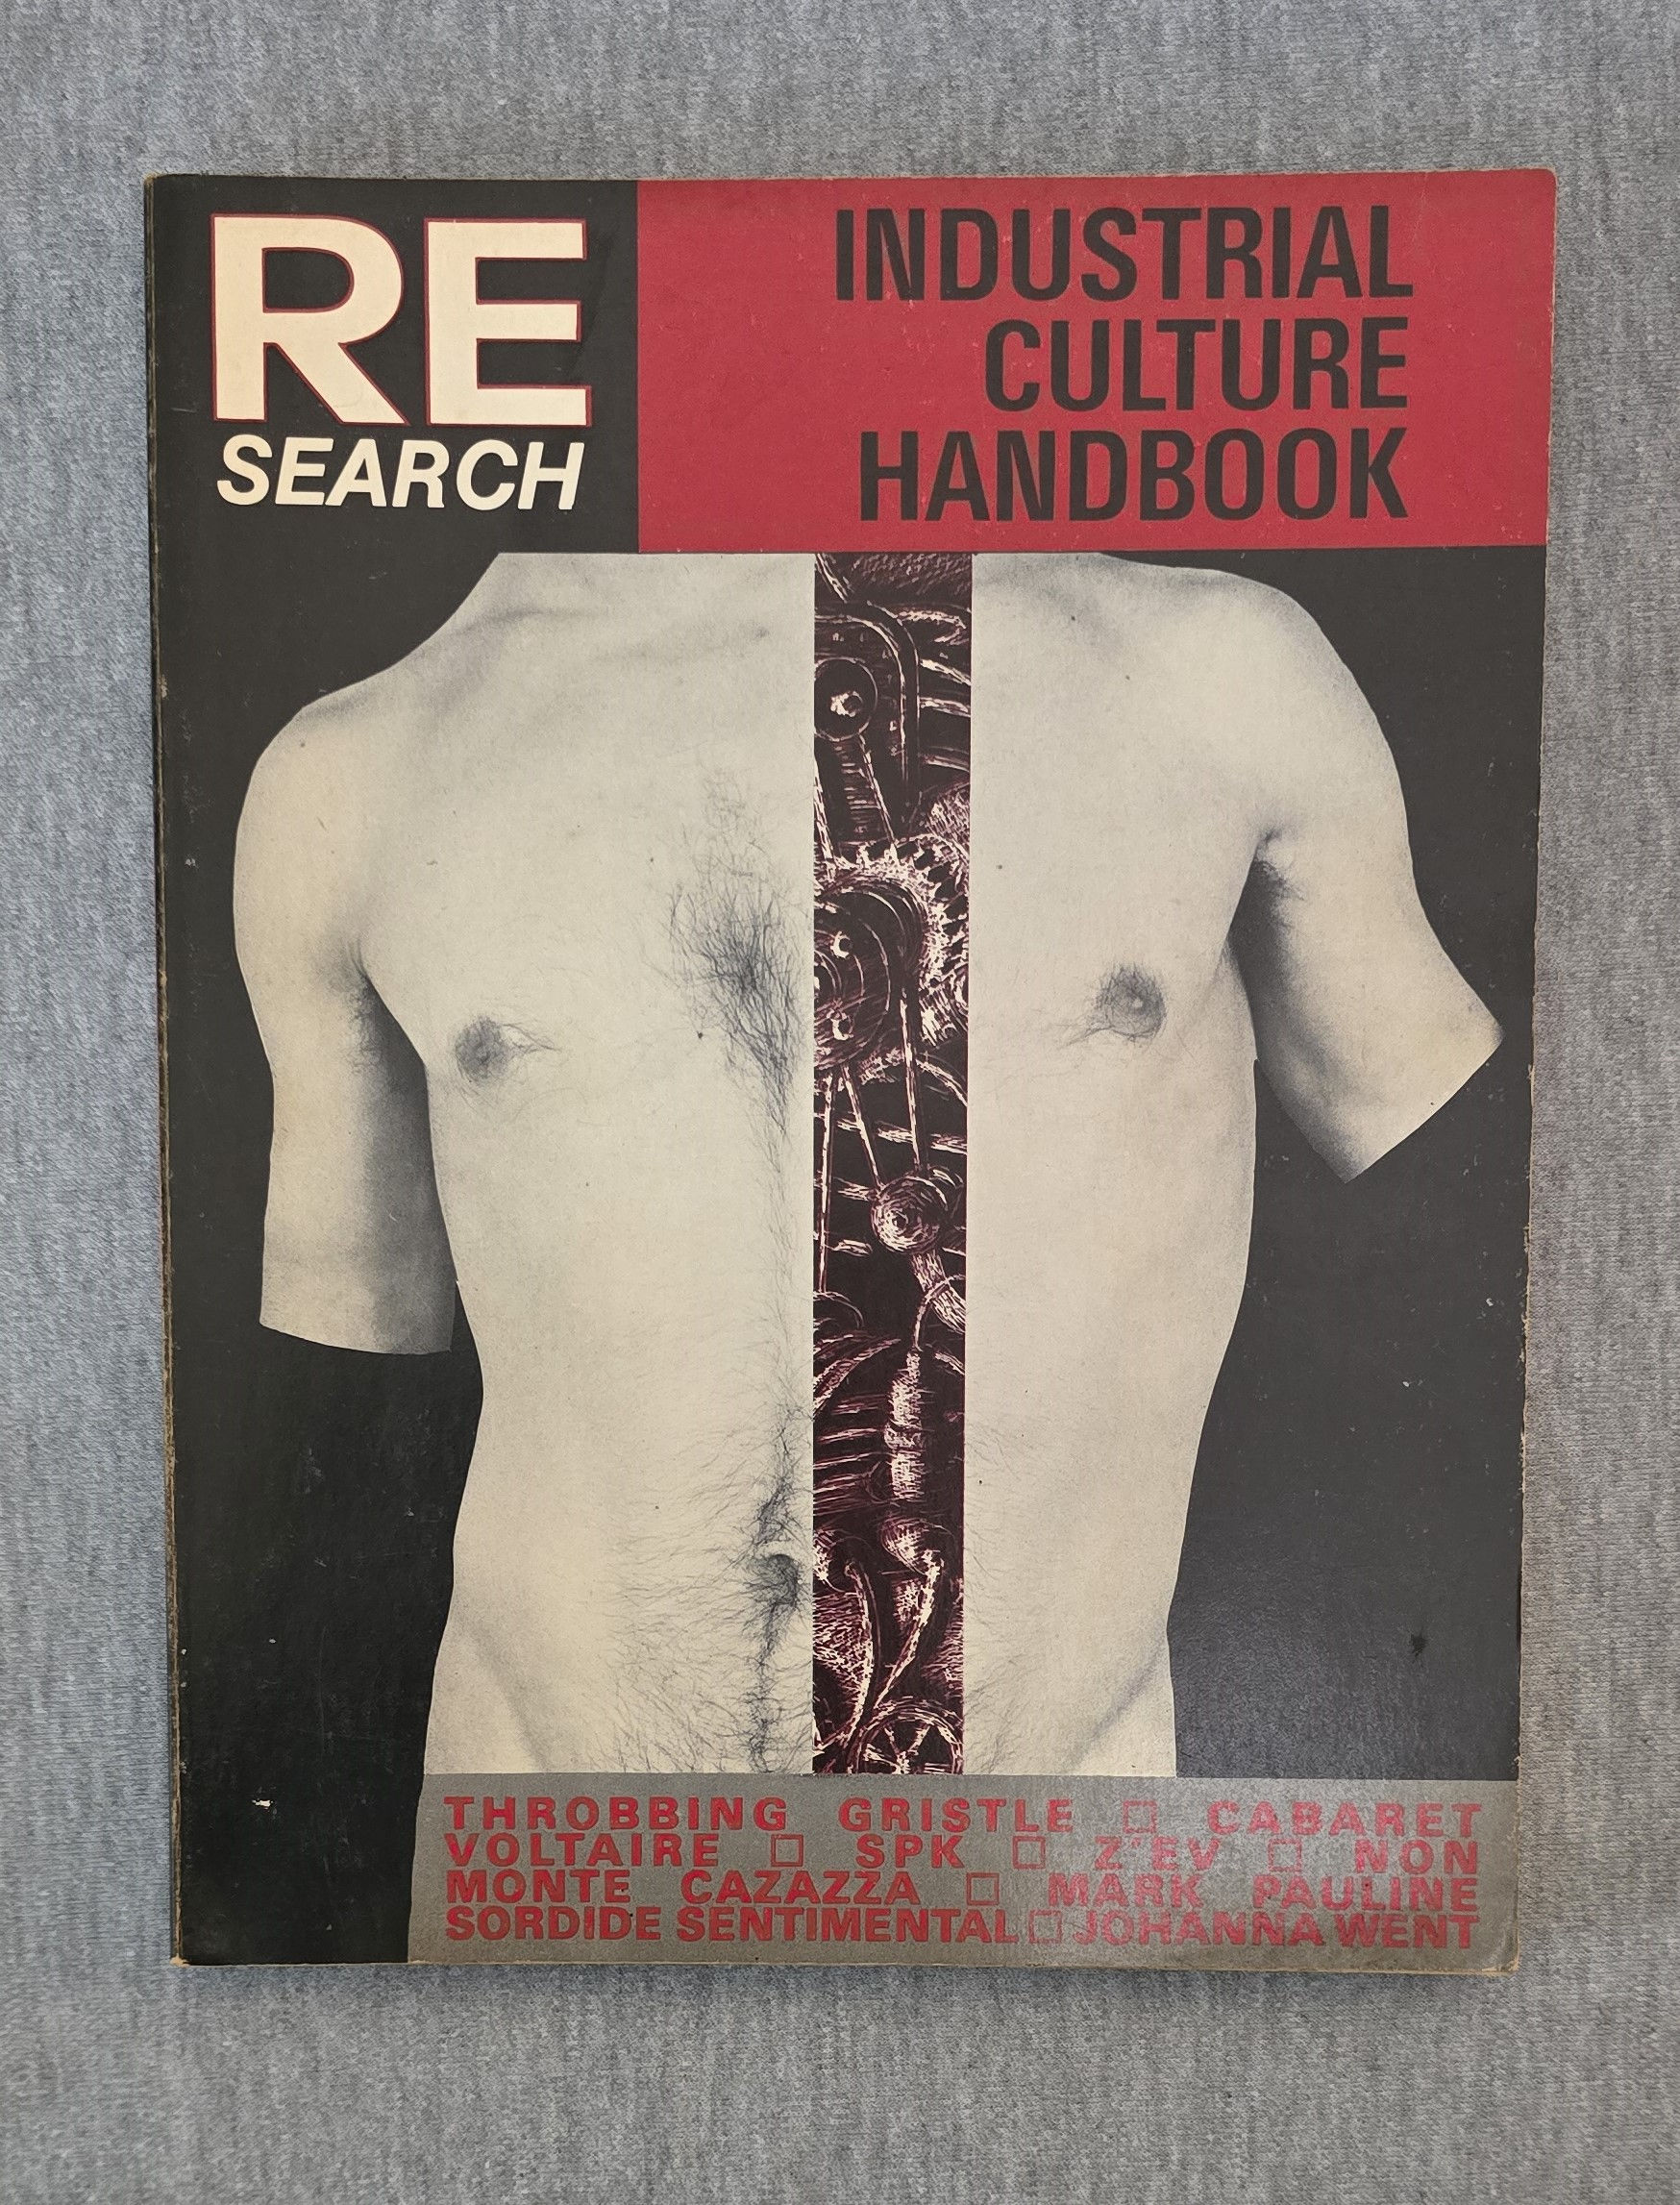 RE
SEARCH
INDUSTRIAL
CULTURE
HANDBOOK
THROBBING GRISTLE □ CABARET
VOLTAIRE □ SPK □ Z'EV □ NON
MONTE CAZAZZA □ MARK PAULINE
SORDIDE SENTIMENTAL □ JOHANNA WENT